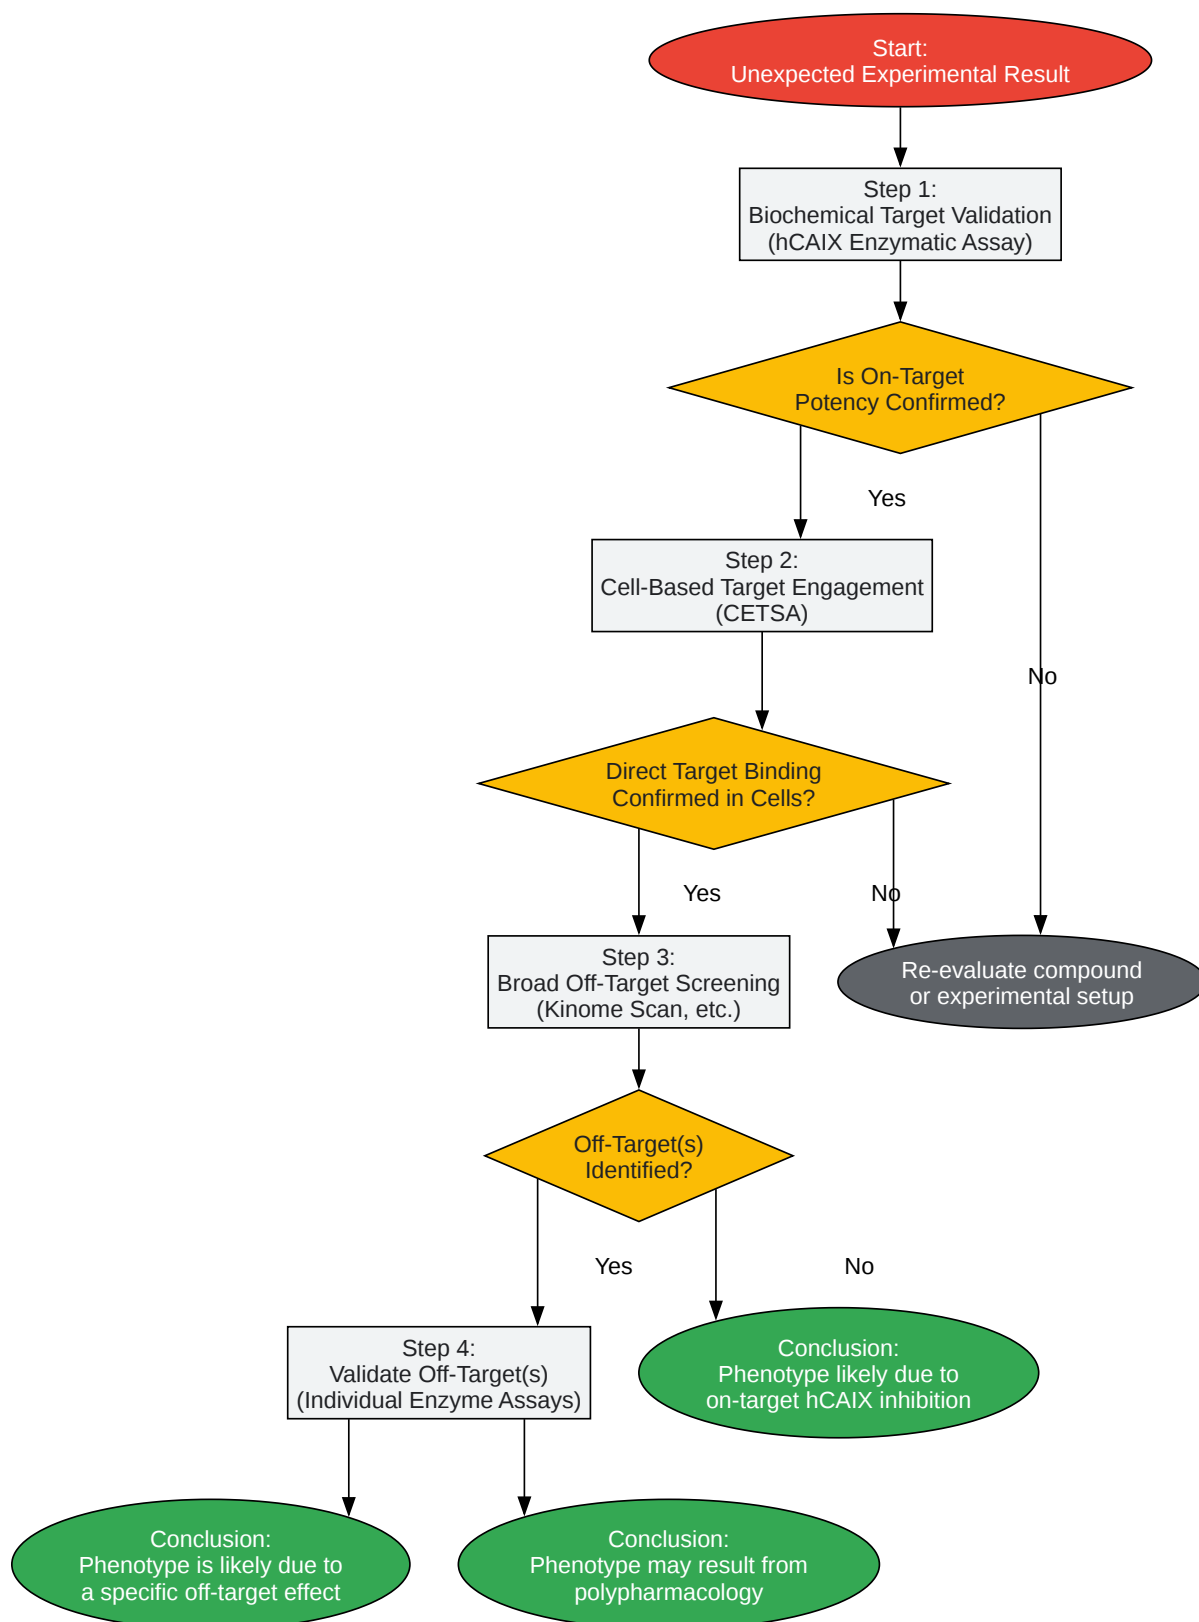 Start:
Unexpected Experimental Result
Step 1:
Biochemical Target Validation
(hCAIX Enzymatic Assay)
Is On-Target
Potency Confirmed?
Yes
No
Step 2:
Cell-Based Target Engagement
(CETSA)
Direct Target Binding
Confirmed in Cells?
Yes
No
Step 3:
Broad Off-Target Screening
(Kinome Scan, etc.)
Re-evaluate compound
or experimental setup
Off-Target(s)
Identified?
Yes
No
Step 4:
Validate Off-Target(s)
(Individual Enzyme Assays)
Conclusion:
Phenotype likely due to
on-target hCAIX inhibition
Conclusion:
Phenotype is likely due to
a specific off-target effect
Conclusion:
Phenotype may result from
polypharmacology